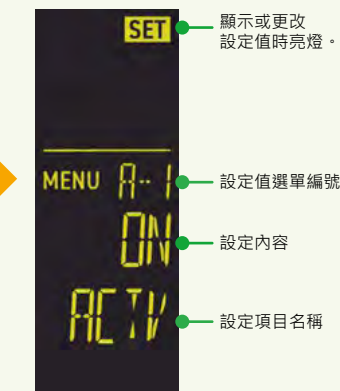 SET
顯示或更改
設定值時亮燈。
MENU A--1
設定值選單編號
ON
設定內容
ACTV
設定項目名稱